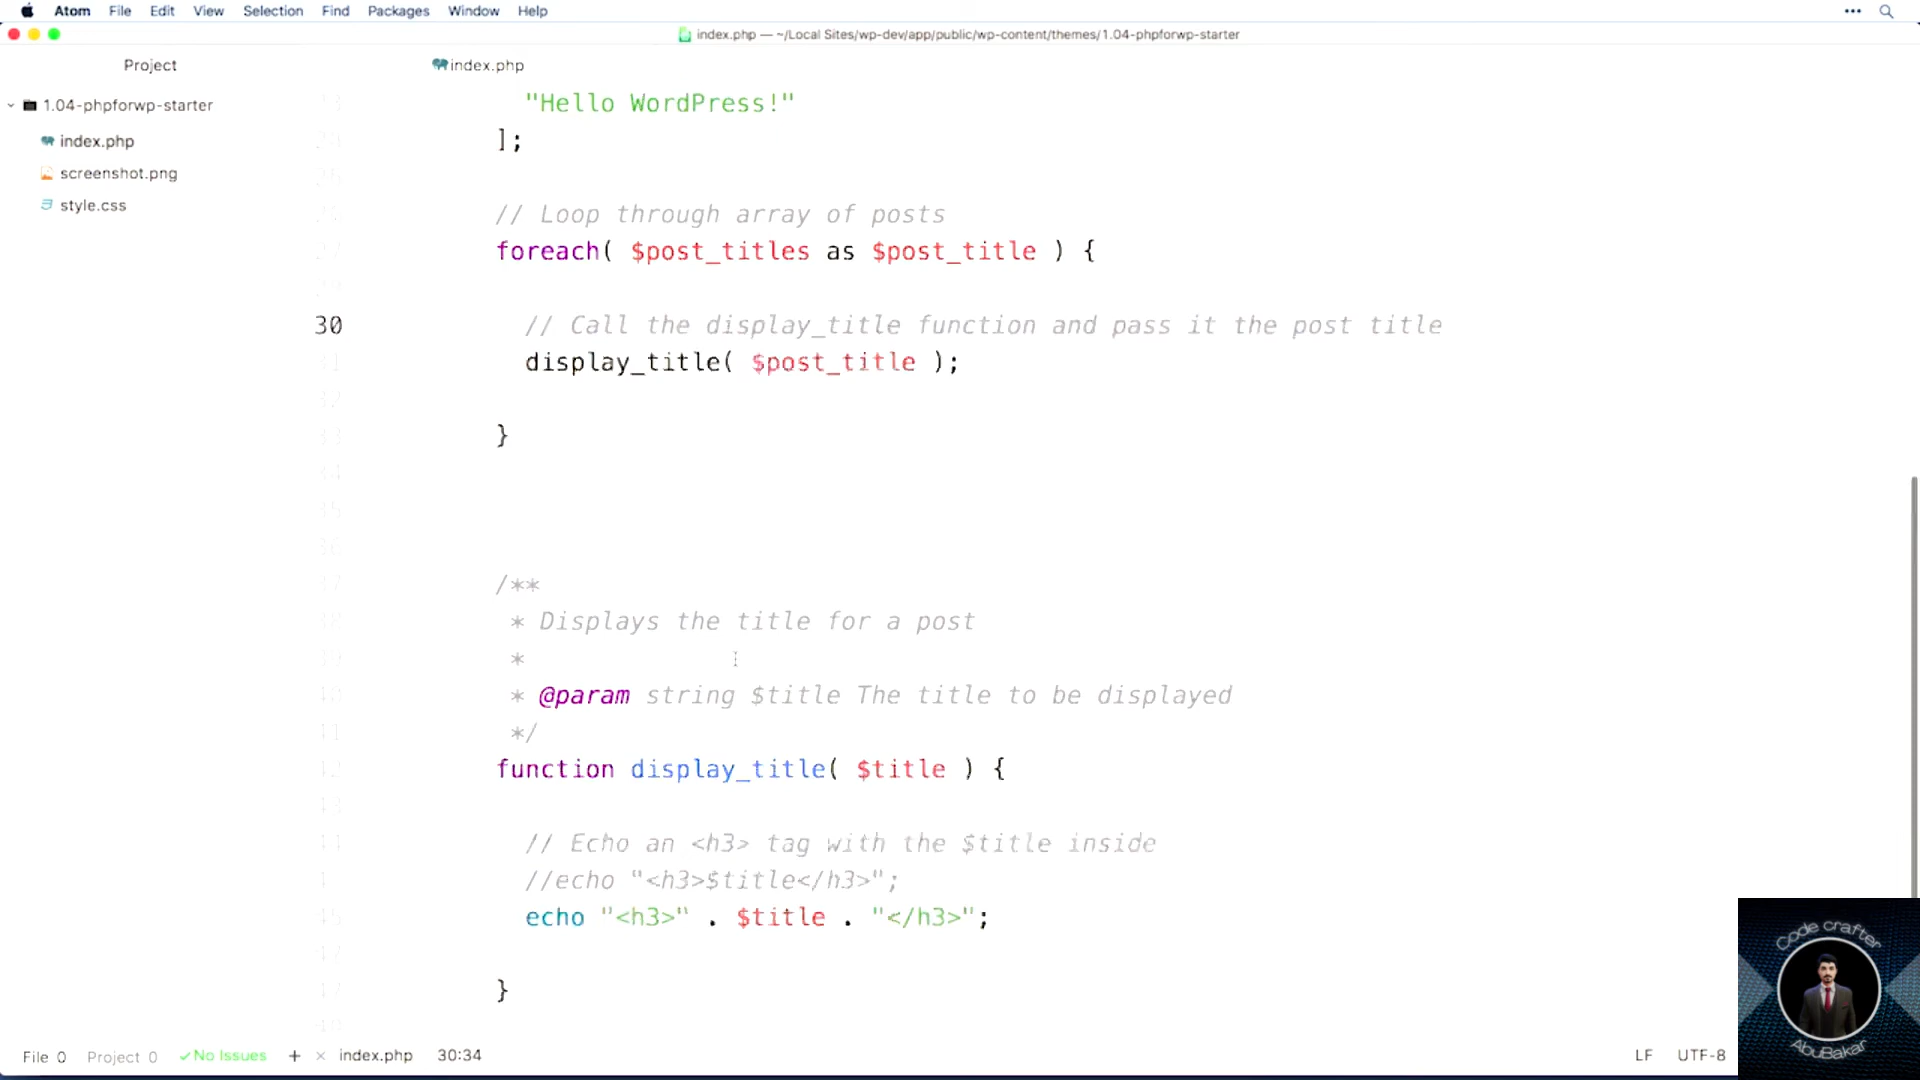 Atom File Edit View Selection Find Packages Window Help
index.php — ~/Local Sites/wp-dev/app/public/wp-content/themes/1.04-phpforwp-starter
Project
index.php
1.04-phpforwp-starter
index.php
screenshot.png
style.css
"Hello WordPress!"
];
// Loop through array of posts
foreach( $post_titles as $post_title ) {
30 // Call the display_title function and pass it the post title
display_title( $post_title );
}
/**
* Displays the title for a post
*
* @param string $title The title to be displayed
*/
function display_title( $title ) {
// Echo an <h3> tag with the $title inside
//echo "<h3>$title</h3>";
echo "<h3>" . $title . "</h3>";
}
File 0 Project 0 No Issues + × index.php 30:34 LF UTF-8
Code crafter
AbuBakar